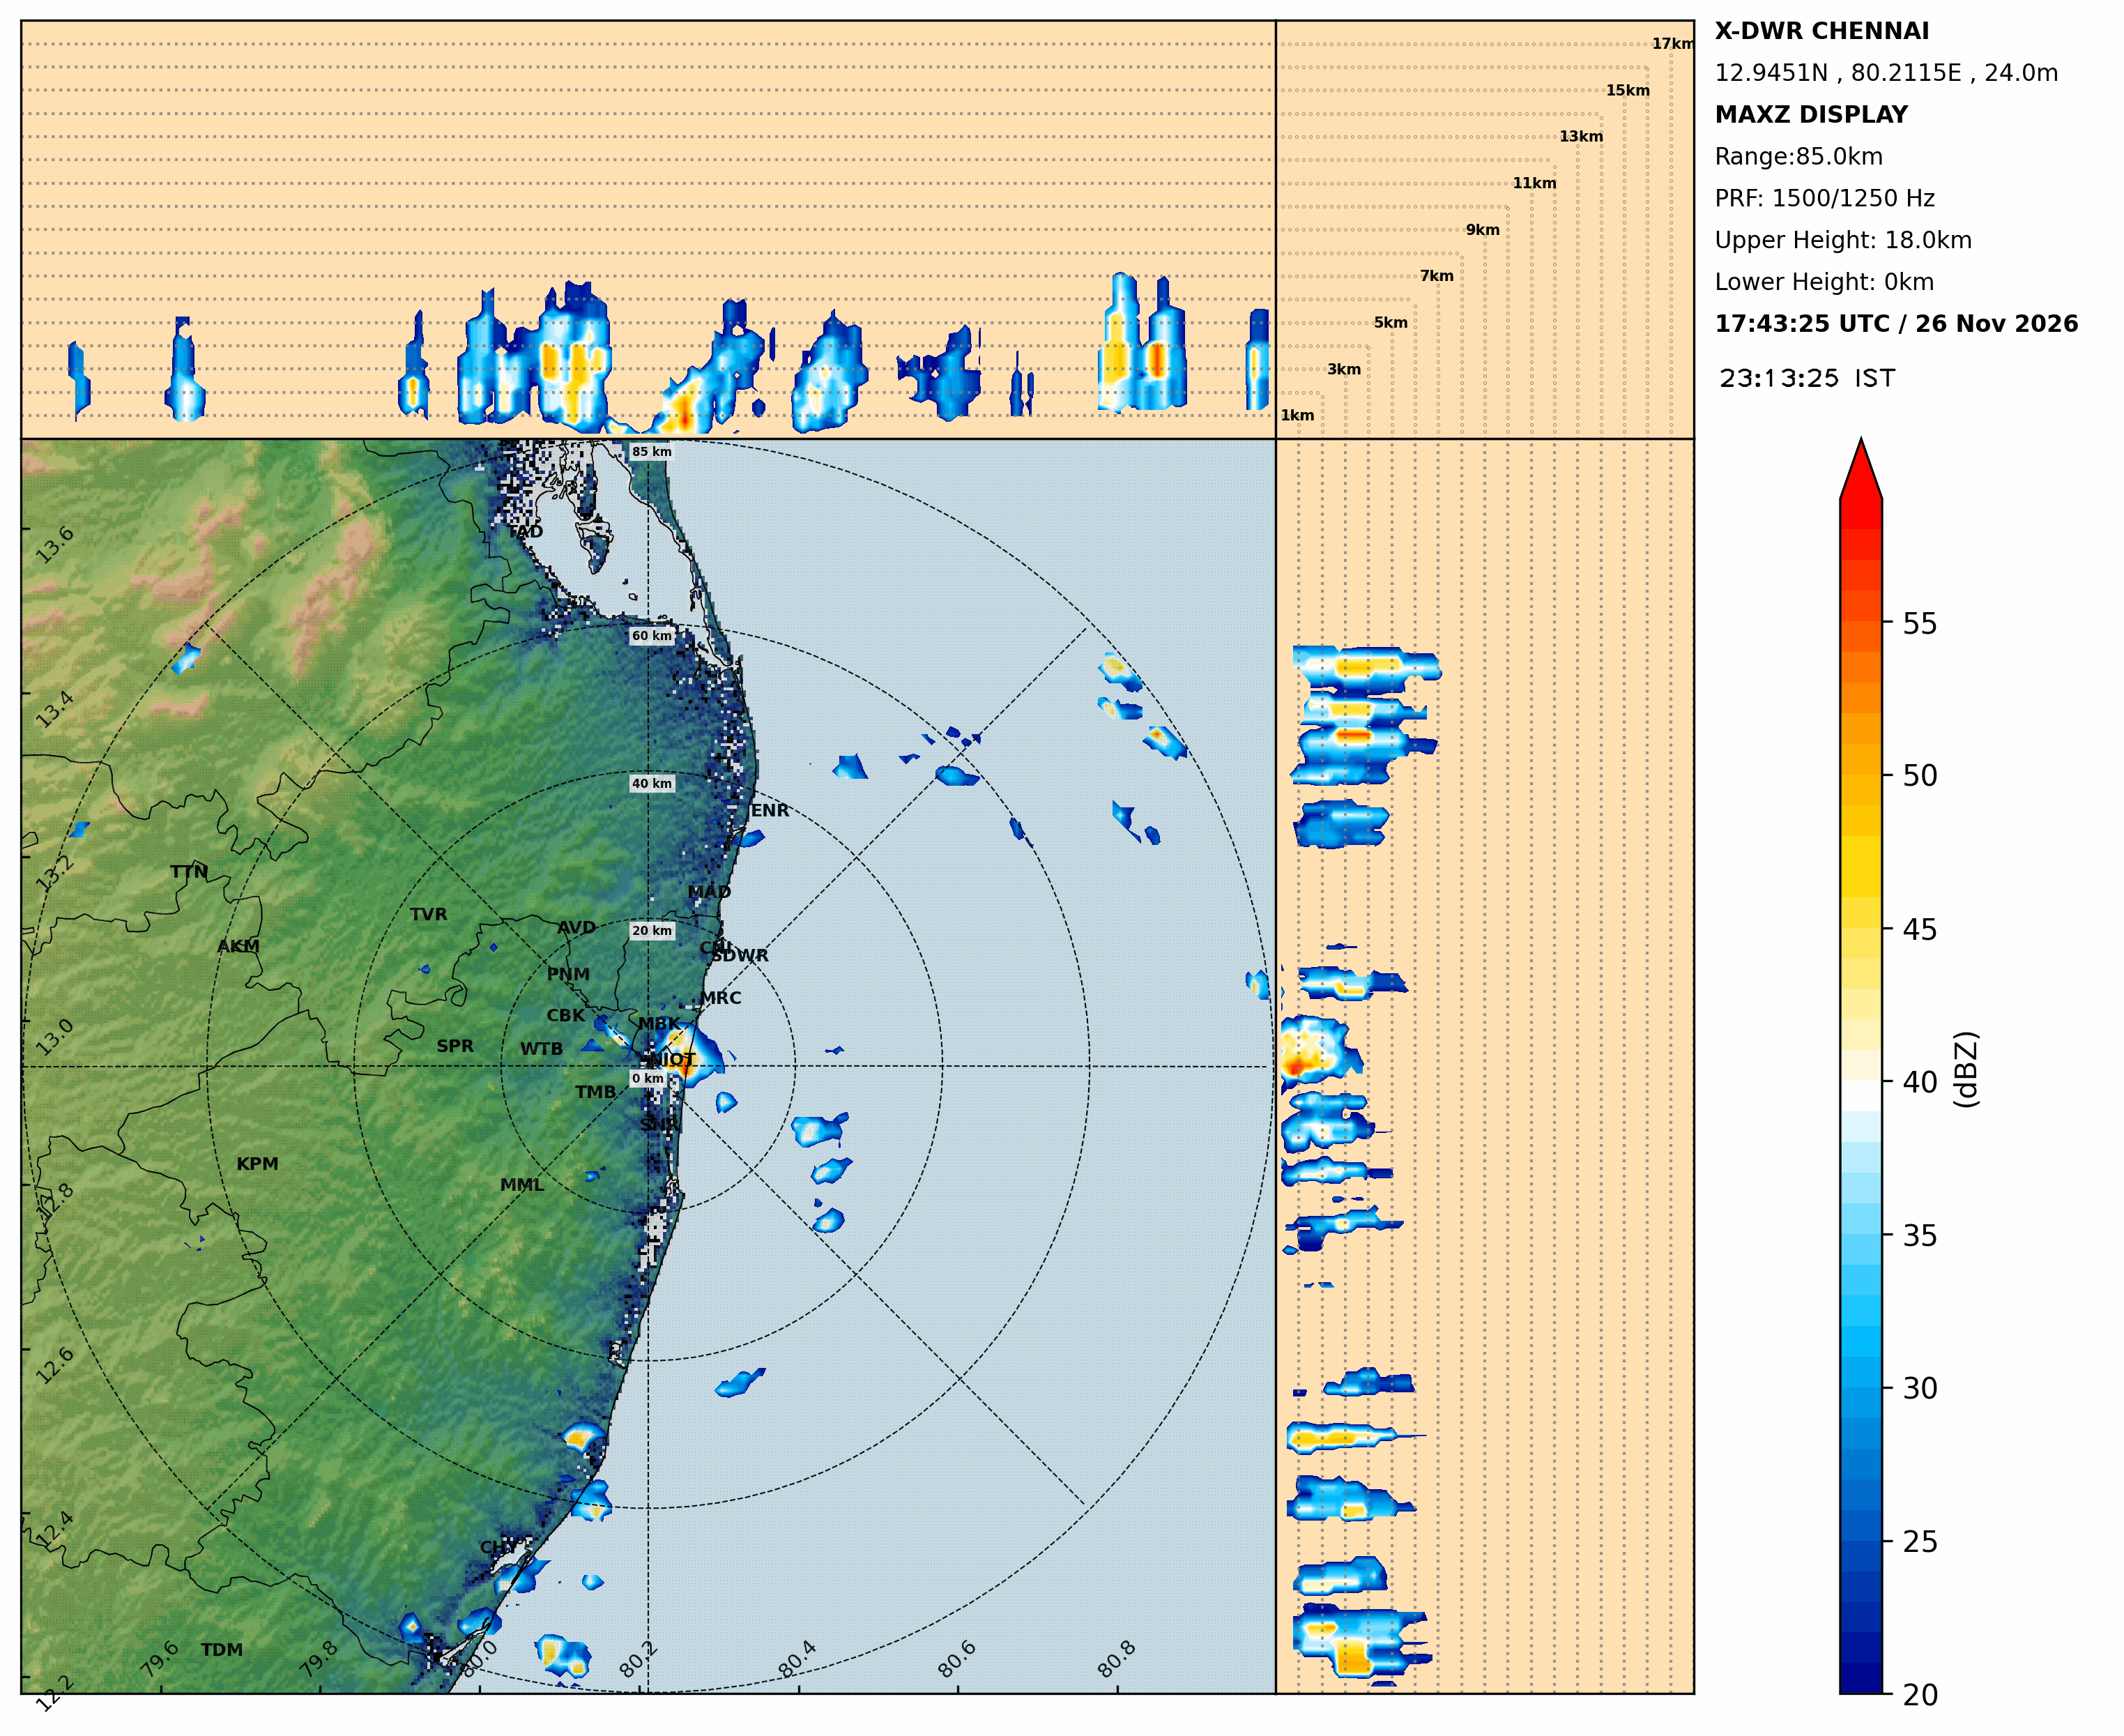 X-DWR CHENNAI
12.9451N , 80.2115E , 24.0m
MAXZ DISPLAY
Range:85.0km
PRF: 1500/1250 Hz
Upper Height: 18.0km
Lower Height: 0km
17:43:25 UTC / 26 Nov 2026
23:13:25 IST
17km
15km
13km
11km
9km
7km
5km
3km
1km
85 km
60 km
40 km
20 km
0 km
TAD
ENR
TTN
MAD
TVR
AVD
AKM
CNI
SDWR
PNM
MRC
CBK
MBK
SPR
WTB
NIOT
TMB
SNR
KPM
MML
CHY
TDM
13.6
13.4
13.2
13.0
12.8
12.6
12.4
12.2
79.6
79.8
80.0
80.2
80.4
80.6
80.8
55
50
45
40
35
30
25
20
(dBZ)